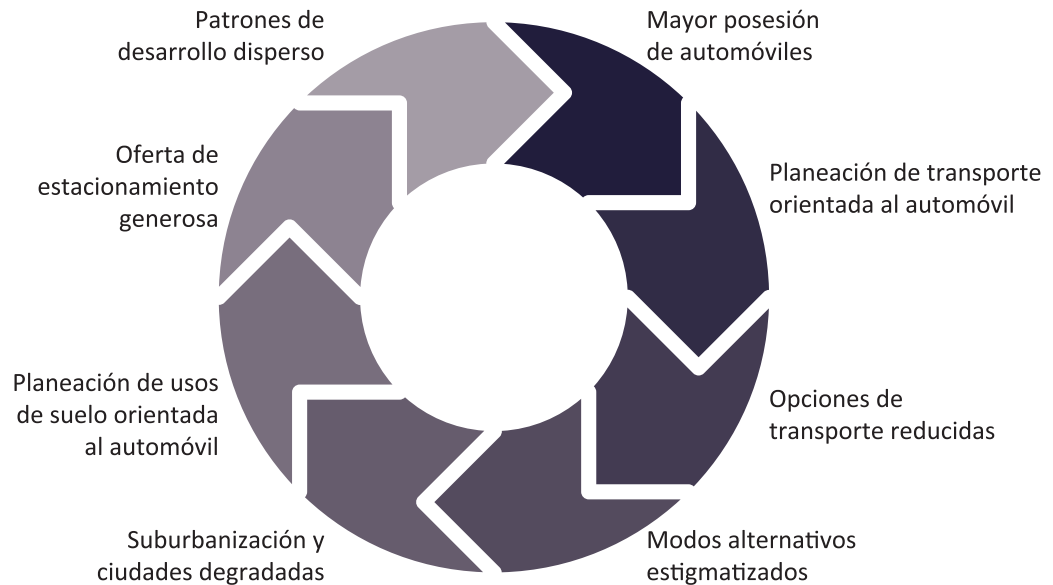 Patrones de
desarrollo disperso
Mayor posesión
de automóviles
Oferta de
estacionamiento
generosa
Planeación de transporte
orientada al automóvil
Planeación de usos
de suelo orientada
al automóvil
Opciones de
transporte reducidas
Suburbanización y
ciudades degradadas
Modos alternativos
estigmatizados